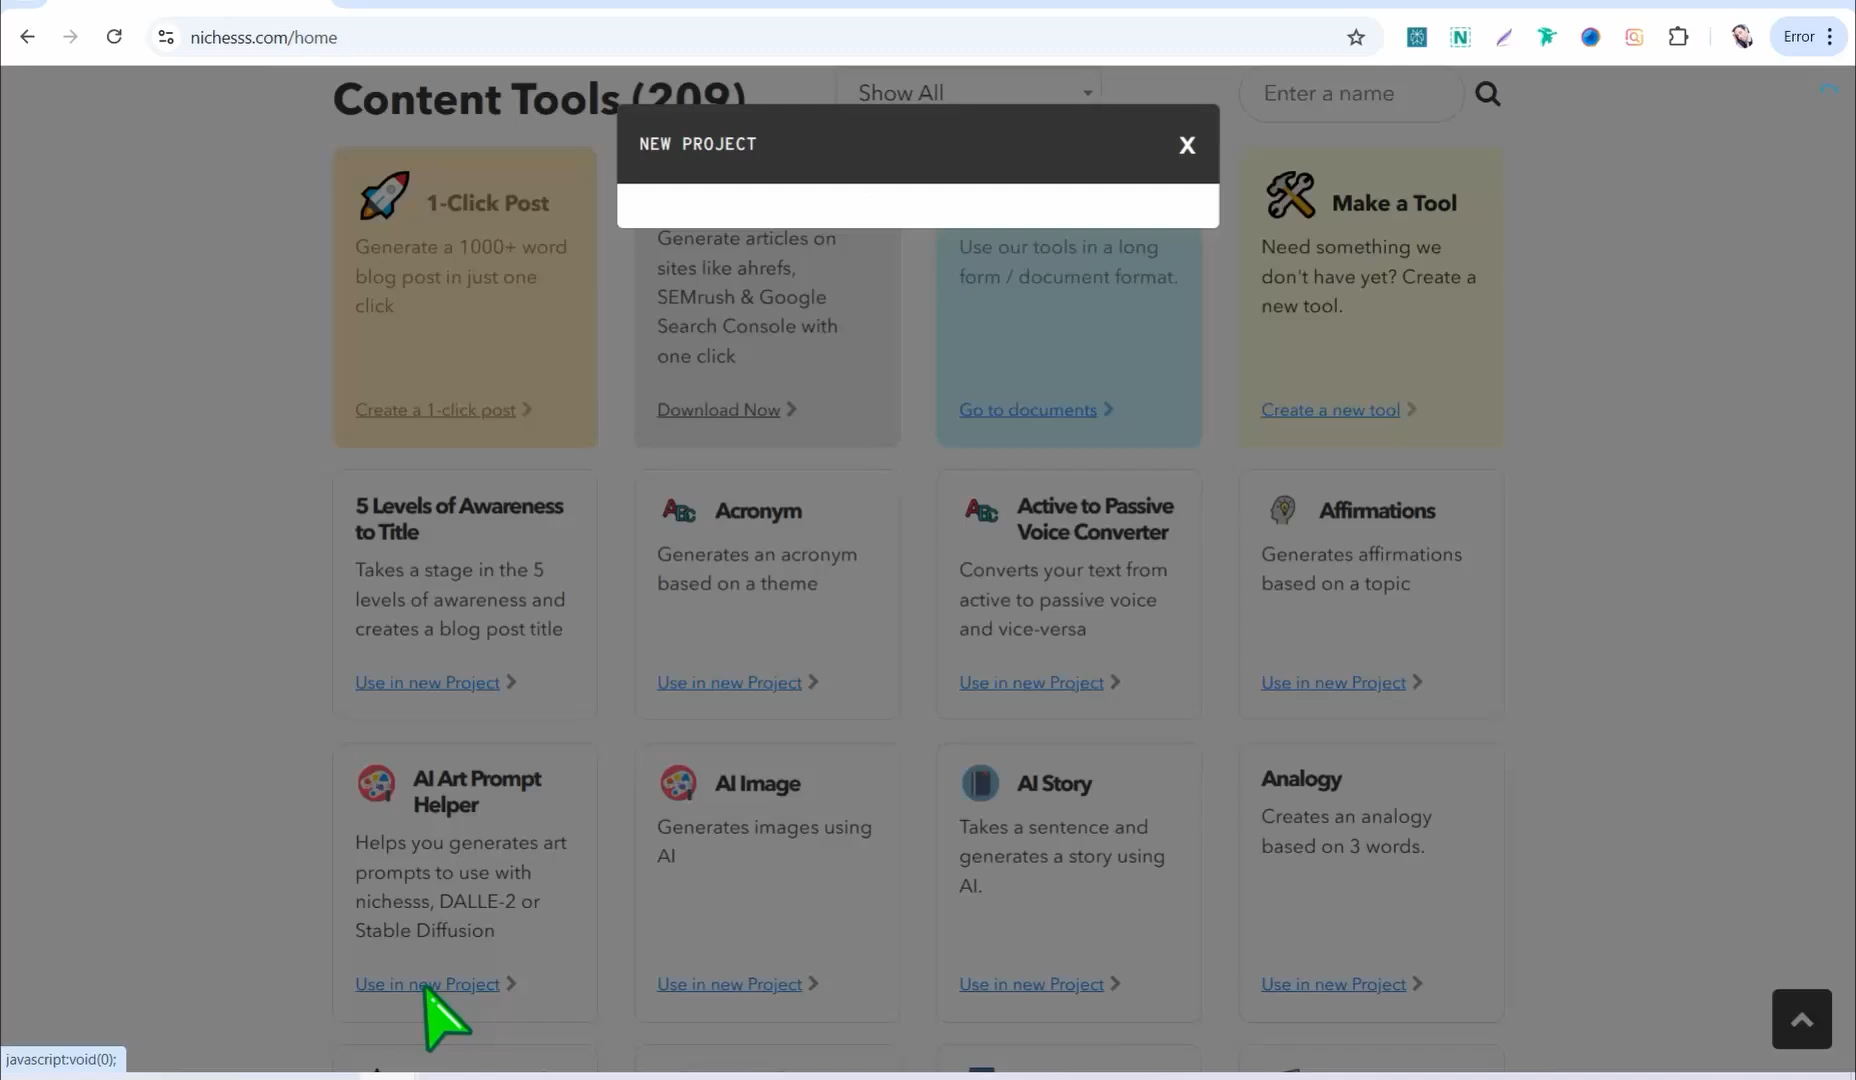 nichesss.com/home
Error
Content Tools (209)
Show All
Enter a name
NEW PROJECT
X
1-Click Post
Generate a 1000+ word
blog post in just one
click
Create a 1-click post
Generate articles on
sites like ahrefs,
SEMrush & Google
Search Console with
one click
Download Now
Use our tools in a long
form / document format.
Go to documents
Make a Tool
Need something we
don't have yet? Create a
new tool.
Create a new tool
5 Levels of Awareness
to Title
Takes a stage in the 5
levels of awareness and
creates a blog post title
Use in new Project
Acronym
Generates an acronym
based on a theme
Use in new Project
Active to Passive
Voice Converter
Converts your text from
active to passive voice
and vice-versa
Use in new Project
Affirmations
Generates affirmations
based on a topic
Use in new Project
AI Art Prompt
Helper
Helps you generates art
prompts to use with
nichesss, DALLE-2 or
Stable Diffusion
Use in new Project
AI Image
Generates images using
AI
Use in new Project
AI Story
Takes a sentence and
generates a story using
AI.
Use in new Project
Analogy
Creates an analogy
based on 3 words.
Use in new Project
javascript:void(0);